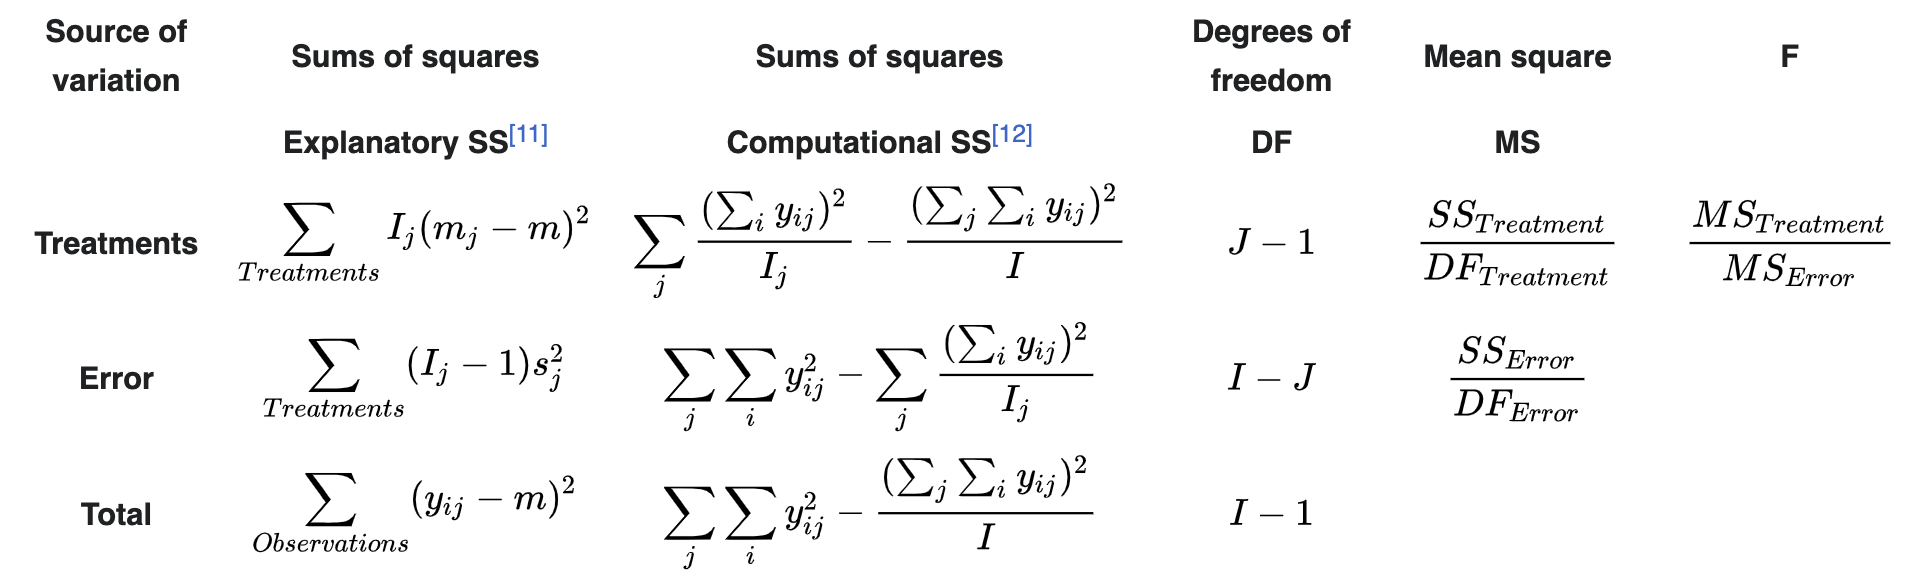 Source of variation | Sums of squares | Sums of squares | Degrees of freedom | Mean square | F
Explanatory SS[11] | Computational SS[12] | DF | MS
Treatments | $\sum_{Treatments} I_j(m_j - m)^2$ | $\sum_j \frac{(\sum_i y_{ij})^2}{I_j} - \frac{(\sum_j \sum_i y_{ij})^2}{I}$ | $J - 1$ | $\frac{SS_{Treatment}}{DF_{Treatment}}$ | $\frac{MS_{Treatment}}{MS_{Error}}$
Error | $\sum_{Treatments} (I_j - 1)s_j^2$ | $\sum_j \sum_i y_{ij}^2 - \sum_j \frac{(\sum_i y_{ij})^2}{I_j}$ | $I - J$ | $\frac{SS_{Error}}{DF_{Error}}$
Total | $\sum_{Observations} (y_{ij} - m)^2$ | $\sum_j \sum_i y_{ij}^2 - \frac{(\sum_j \sum_i y_{ij})^2}{I}$ | $I - 1$